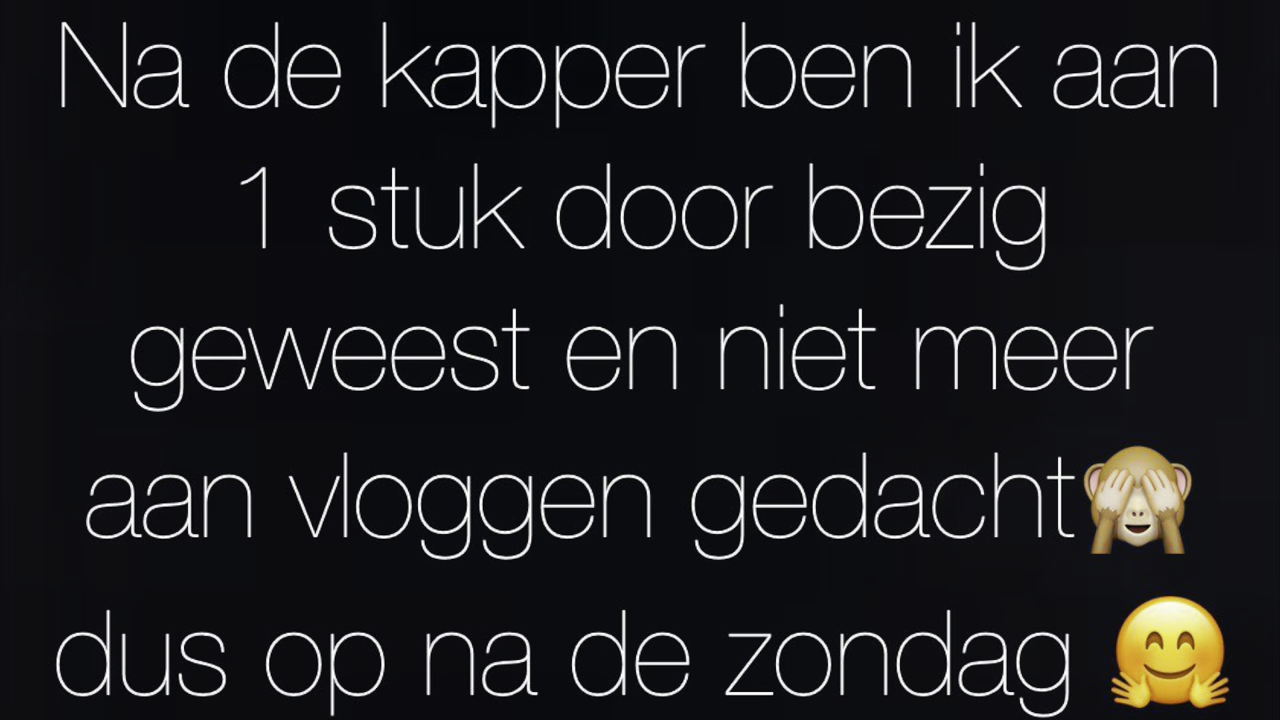 Na de kapper ben ik aan
1 stuk door bezig
geweest en niet meer
aan vloggen gedacht🙈
dus op na de zondag 🤗